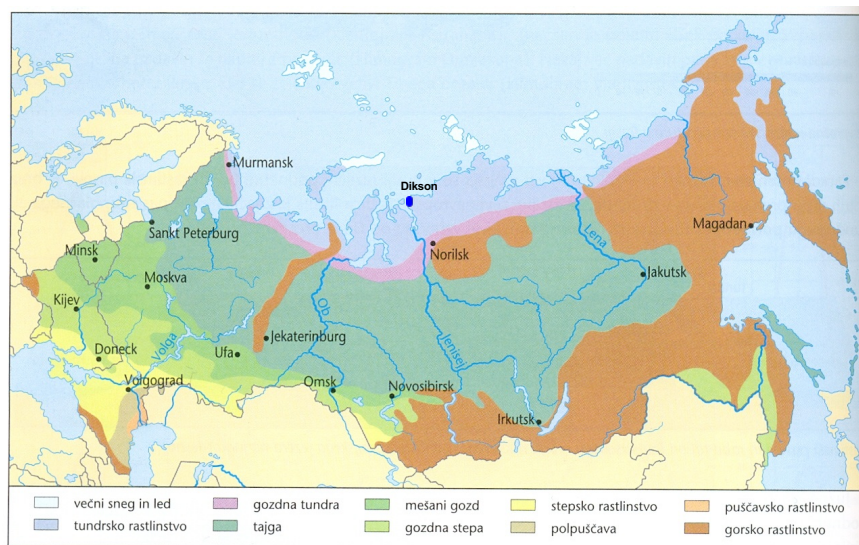 Dikson
Murmansk
Sankt Peterburg
Minsk
Moskva
Kijev
Doneck
Volga
Volgograd
Ufa
Jekaterinburg
Ob
Omsk
Novosibirsk
Jenisej
Norilsk
Lena
Jakutsk
Magadan
Irkutsk
večni sneg in led
gozdna tundra
mešani gozd
stepsko rastlinstvo
puščavsko rastlinstvo
tundrsko rastlinstvo
tajga
gozdna stepa
polpuščava
gorsko rastlinstvo